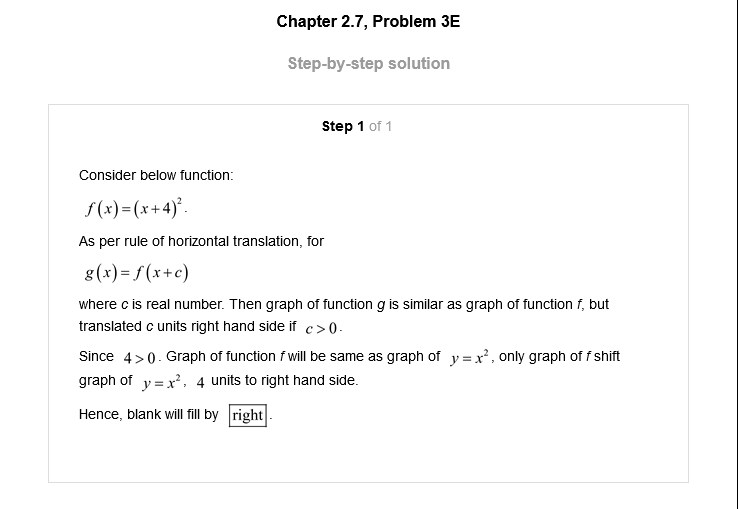 Chapter 2.7, Problem 3E
Step-by-step solution
Step 1 of 1
Consider below function:
f(x)=(x+4)².
As per rule of horizontal translation, for
g(x)=f(x+c)
where c is real number. Then graph of function g is similar as graph of function f, but
translated c units right hand side if c>0.
Since 4>0. Graph of function f will be same as graph of y=x², only graph of f shift
graph of y=x², 4 units to right hand side.
Hence, blank will fill by right.